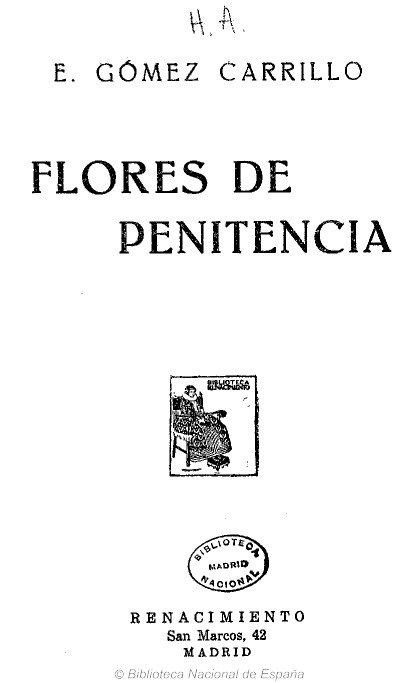 H.A.
E. GÓMEZ CARRILLO
FLORES DE
PENITENCIA
BIBLIOTECA
RENACIMIENTO
BIBLIOTECA
MADRID
NACIONAL
RENACIMIENTO
San Marcos, 42
MADRID
© Biblioteca Nacional de España